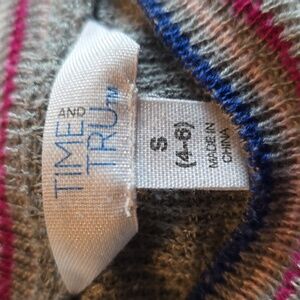 TIME AND
TRU™
S
(4-6)
MADE IN
CHINA